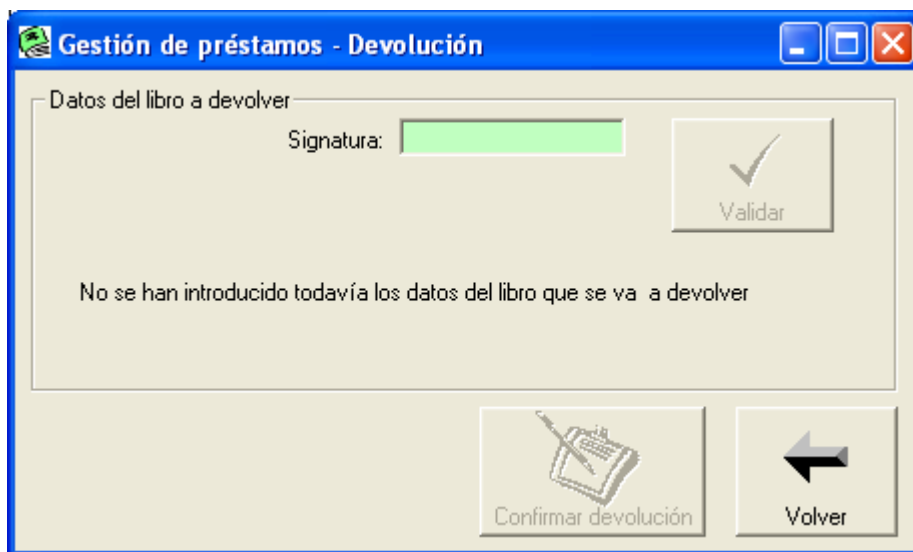 Gestión de préstamos - Devolución
Datos del libro a devolver
Signatura:
Validar
No se han introducido todavía los datos del libro que se va a devolver
Confirmar devolución
Volver